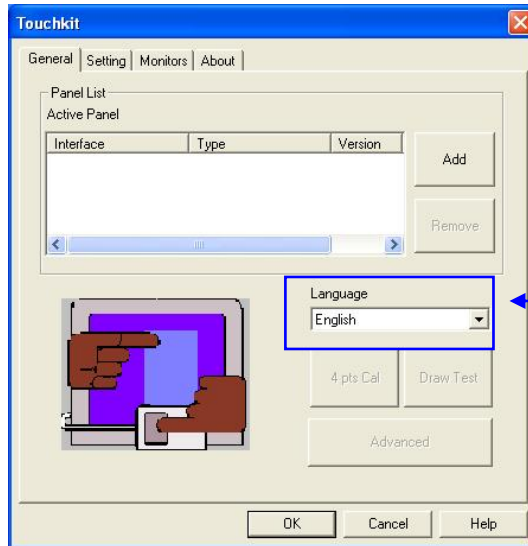 Touchkit
General Setting Monitors About
Panel List
Active Panel
Interface Type Version
Add
Remove
Language
English
4 pts Cal Draw Test
Advanced
OK Cancel Help